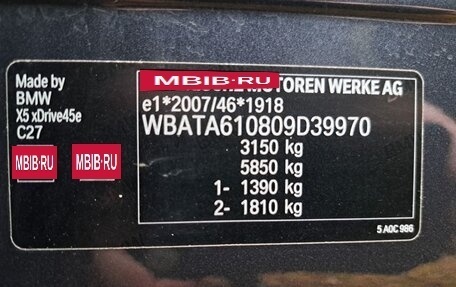 Made by
BMW
X5 xDrive45e
C27
MBIB.RU
MBIB.RU
MBIB.RU MOTOREN WERKE AG
e1*2007/46*1918
WBATA610809D39970
3150 kg
5850 kg
1- 1390 kg
2- 1810 kg
5 A0C 986